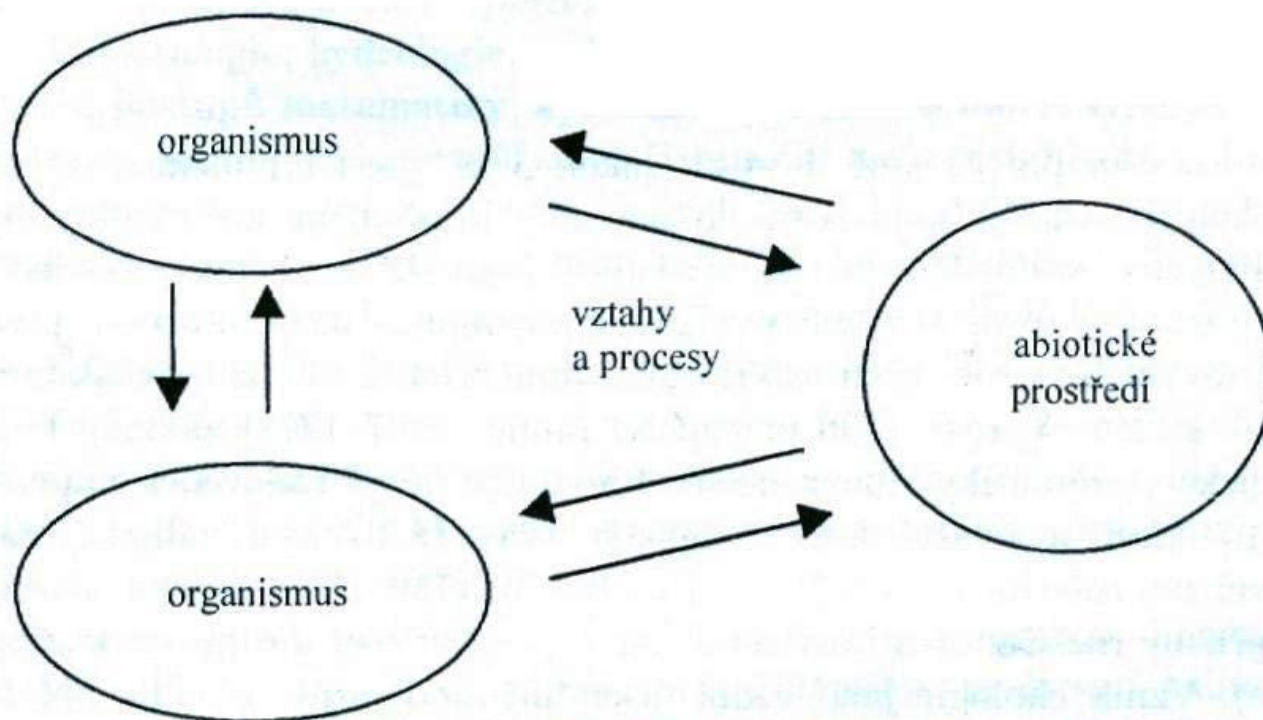 organismus
vztahy
a procesy
abiotické
prostředí
organismus